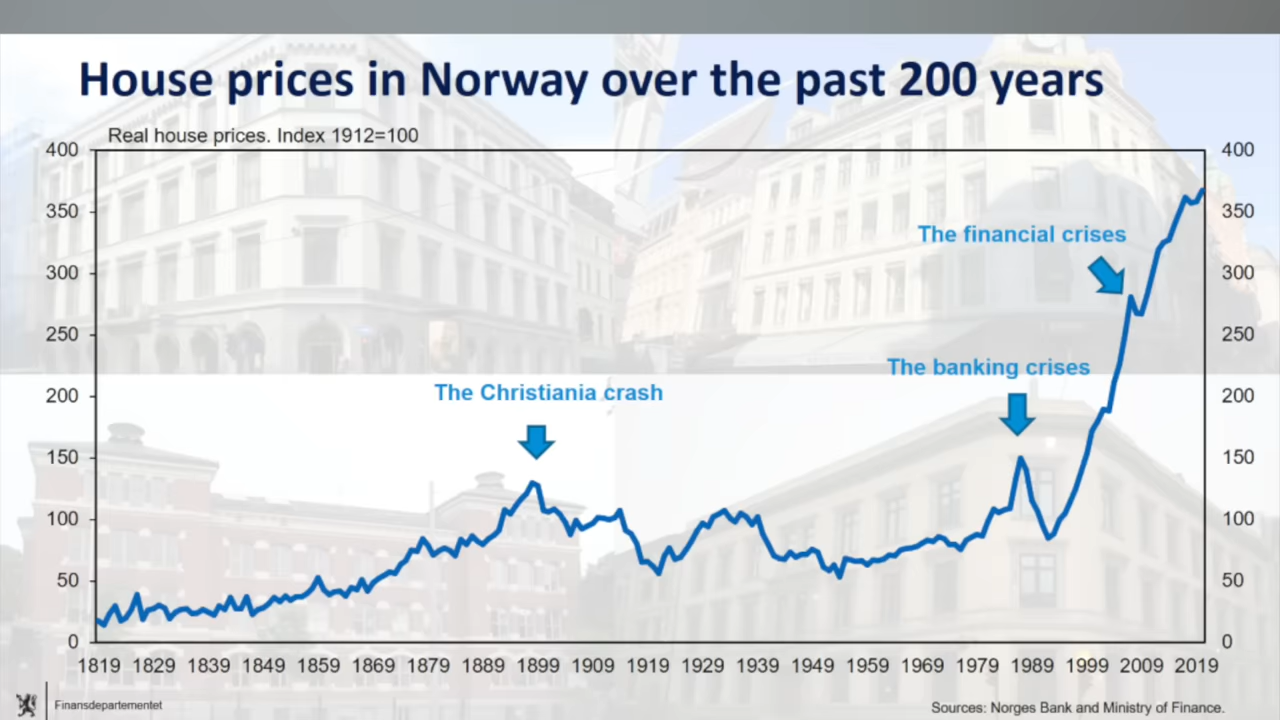 House prices in Norway over the past 200 years
Real house prices. Index 1912=100
400 400
350 350
The financial crises
300 300
250 250
The banking crises
200 200
The Christiania crash
150 150
100 100
50 50
0 0
1819 1829 1839 1849 1859 1869 1879 1889 1899 1909 1919 1929 1939 1949 1959 1969 1979 1989 1999 2009 2019
Finansdepartementet
Sources: Norges Bank and Ministry of Finance.